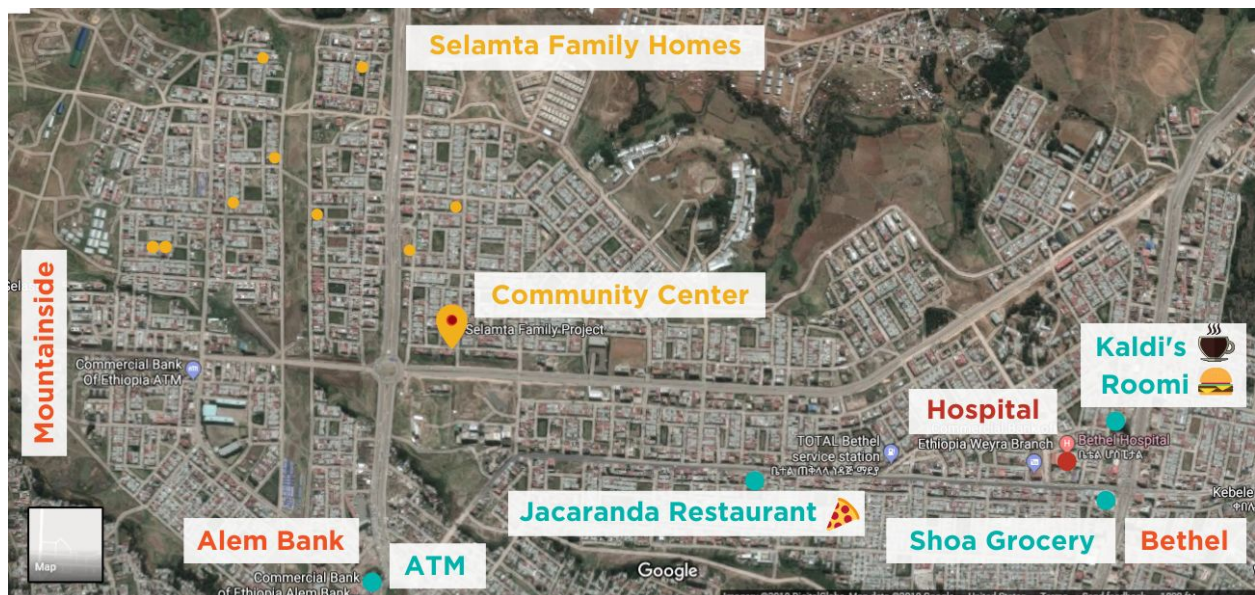 Selamta Family Homes
Community Center
Selamta Family Project
Mountainside
Commercial Bank
Of Ethiopia ATM
Kaldi's
Roomi
Hospital
Ethiopia Weyra Branch
Bethel Hospital
ቤቴል ሆስፒታል
TOTAL Bethel
service station
Jacaranda Restaurant
Shoa Grocery
Bethel
Kebele
Alem Bank
ATM
Commercial Bank
of Ethiopia Alem Bank
Google
Map